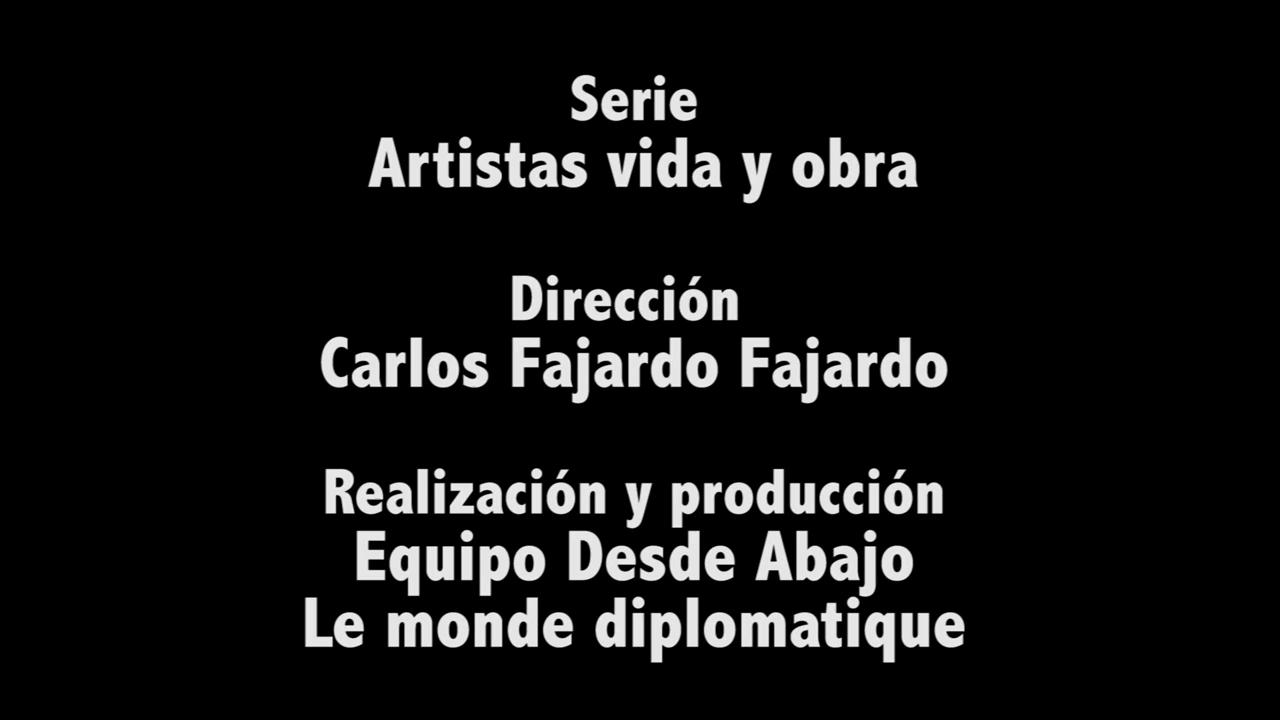 Serie
Artistas vida y obra
Dirección
Carlos Fajardo Fajardo
Realización y producción
Equipo Desde Abajo
Le monde diplomatique